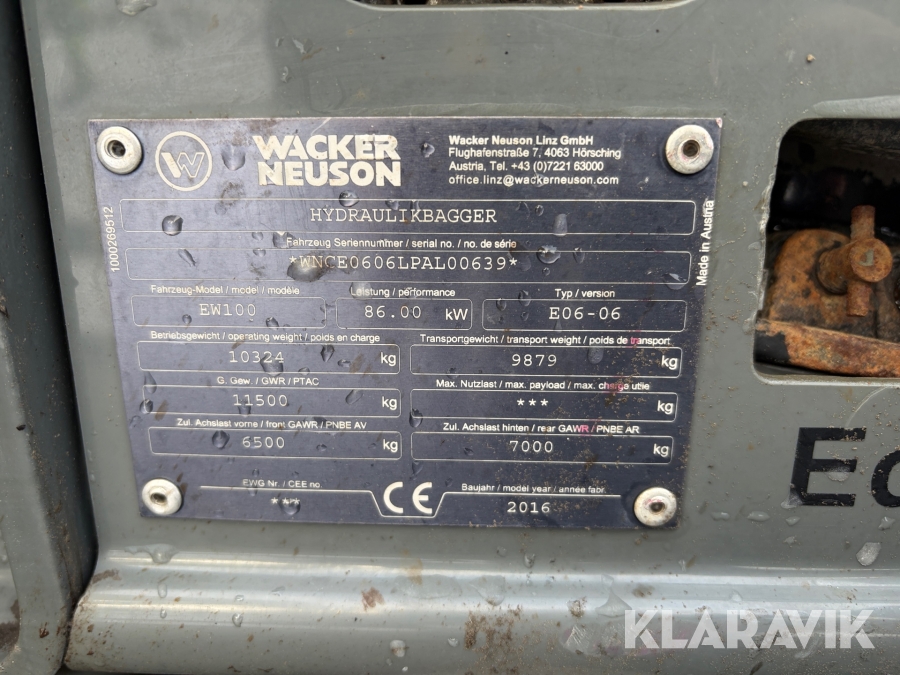 WACKER
NEUSON
Wacker Neuson Linz GmbH
Flughafenstraße 7, 4063 Hörsching
Austria, Tel. +43 (0)7221 63000
office.linz@wackerneuson.com
1000269512
HYDRAULIKBAGGER
Fahrzeug Seriennummer / serial no. / no. de série
*WNCE0606LPAL00639*
Made in Austria
Fahrzeug-Model / model / modèle
Leistung / performance
Typ / version
EW100
86.00 kW
E06-06
Betriebsgewicht / operating weight / poids en charge
Transportgewicht / transport weight / poids de transport
10324 kg
9879 kg
G. Gew. / GWR / PTAC
Max. Nutzlast / max. payload / max. charge utile
11500 kg
*** kg
Zul. Achslast vorne / front GAWR / PNBE AV
Zul. Achslast hinten / rear GAWR / PNBE AR
6500 kg
7000 kg
EWG Nr. / CEE no.
CE
Baujahr / model year / année fabr.
***
2016
KLARAVIK